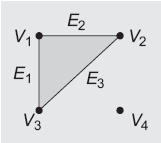 E₂
V₁ V₂
E₁ E₃
V₃ V₄